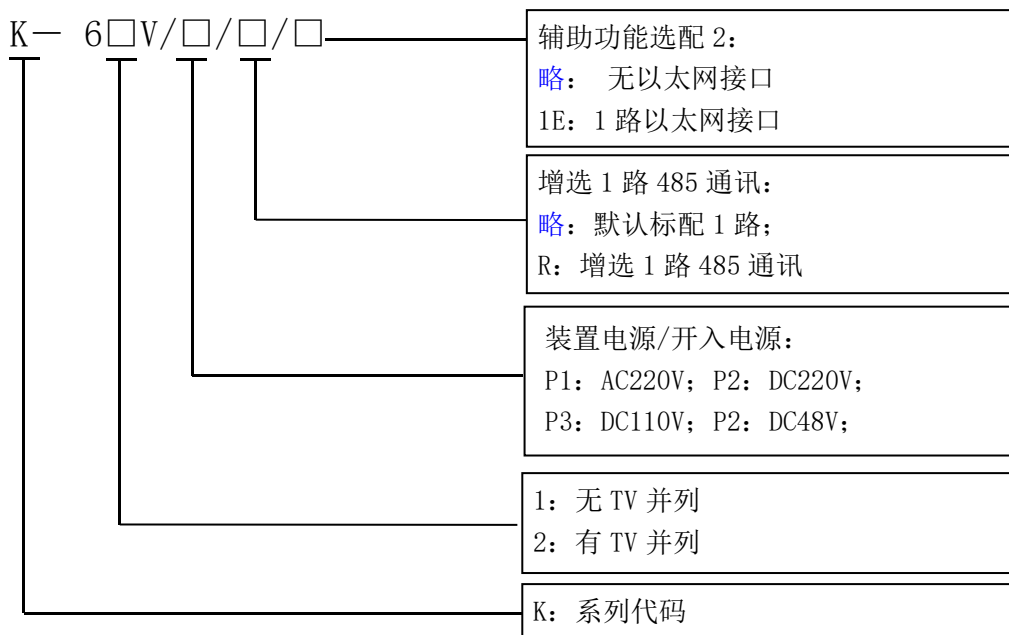 K— 6□V/□/□/□
辅助功能选配 2：
略： 无以太网接口
1E：1 路以太网接口
增选 1 路 485 通讯：
略：默认标配 1 路；
R：增选 1 路 485 通讯
装置电源/开入电源：
P1：AC220V；P2：DC220V；
P3：DC110V；P2：DC48V；
1：无 TV 并列
2：有 TV 并列
K：系列代码